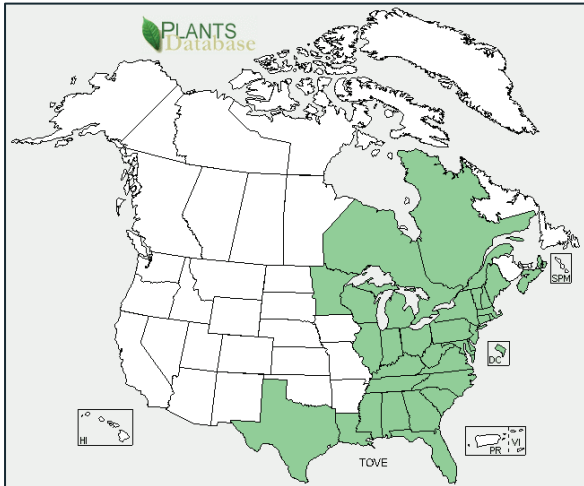 PLANTS
Database
SPM
DC
HI
PR
VI
TOVE